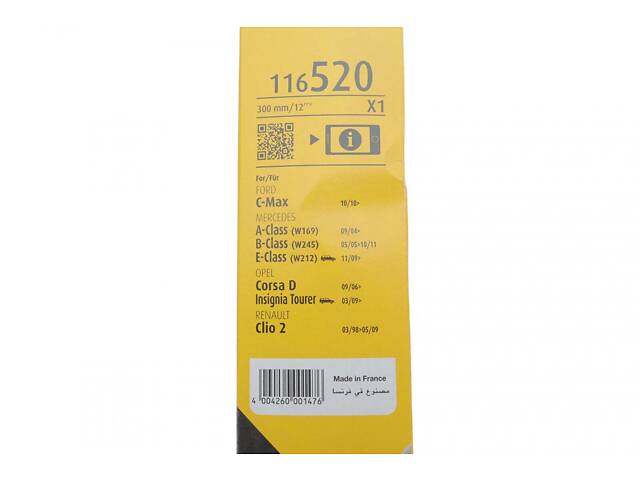 116520
300 mm/12""" X1
For/Für
FORD
C-Max 10/10>
MERCEDES
A-Class (W169) 09/04>
B-Class (W245) 05/05>10/11
E-Class (W212) 11/09>
OPEL
Corsa D 09/06>
Insignia Tourer 03/09>
RENAULT
Clio 2 03/98>05/09
Made in France
مصنوع في فرنسا
4 004260 001476